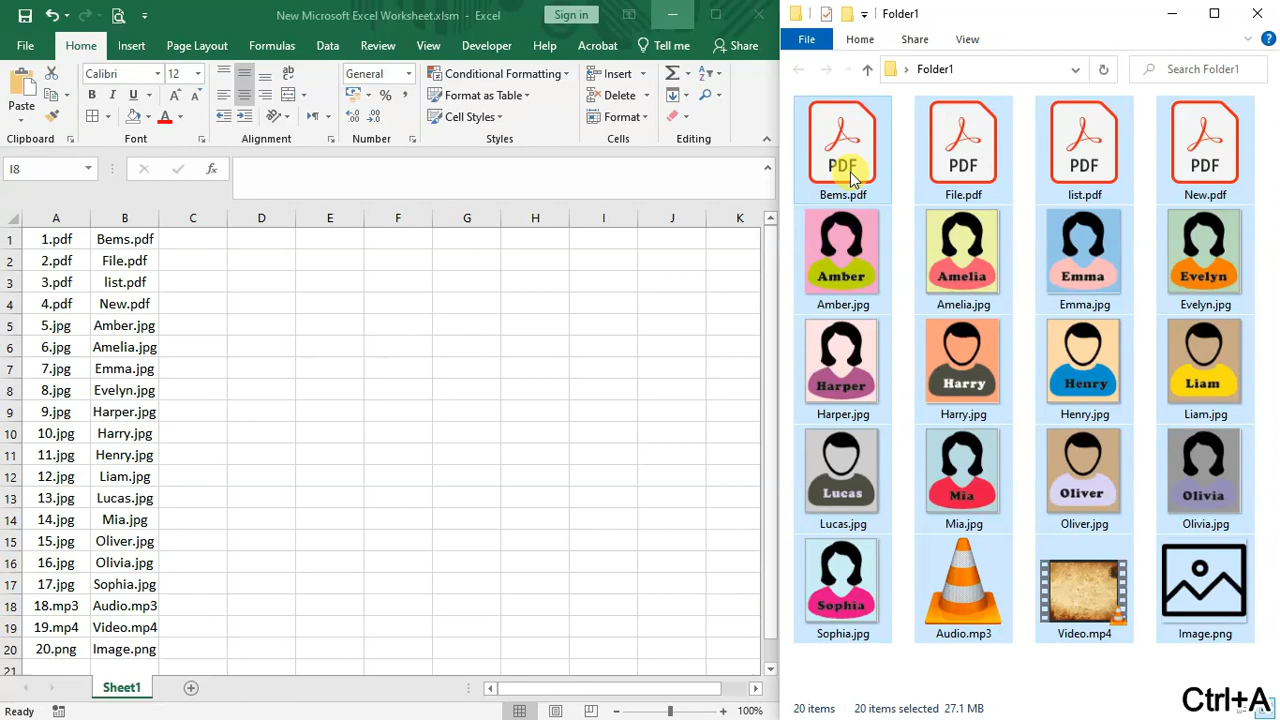 New Microsoft Excel Worksheet.xlsm - Excel
Sign in
File Home Insert Page Layout Formulas Data Review View Developer Help Acrobat Tell me Share
Paste
Calibri 12
B I U
General
Conditional Formatting
Format as Table
Cell Styles
Insert
Delete
Format
Clipboard Font Alignment Number Styles Cells Editing
I8
fx
A B C D E F G H I J K
1 1.pdf Bems.pdf
2 2.pdf File.pdf
3 3.pdf list.pdf
4 4.pdf New.pdf
5 5.jpg Amber.jpg
6 6.jpg Amelia.jpg
7 7.jpg Emma.jpg
8 8.jpg Evelyn.jpg
9 9.jpg Harper.jpg
10 10.jpg Harry.jpg
11 11.jpg Henry.jpg
12 12.jpg Liam.jpg
13 13.jpg Lucas.jpg
14 14.jpg Mia.jpg
15 15.jpg Oliver.jpg
16 16.jpg Olivia.jpg
17 17.jpg Sophia.jpg
18 18.mp3 Audio.mp3
19 19.mp4 Video.mp4
20 20.png Image.png
21
Sheet1
Ready
100%
Folder1
File Home Share View
Folder1
Search Folder1
PDF PDF PDF PDF
Bems.pdf File.pdf list.pdf New.pdf
Amber Amelia Emma Evelyn
Amber.jpg Amelia.jpg Emma.jpg Evelyn.jpg
Harper Harry Henry Liam
Harper.jpg Harry.jpg Henry.jpg Liam.jpg
Lucas Mia Oliver Olivia
Lucas.jpg Mia.jpg Oliver.jpg Olivia.jpg
Sophia
Sophia.jpg Audio.mp3 Video.mp4 Image.png
20 items 20 items selected 27.1 MB
Ctrl+A